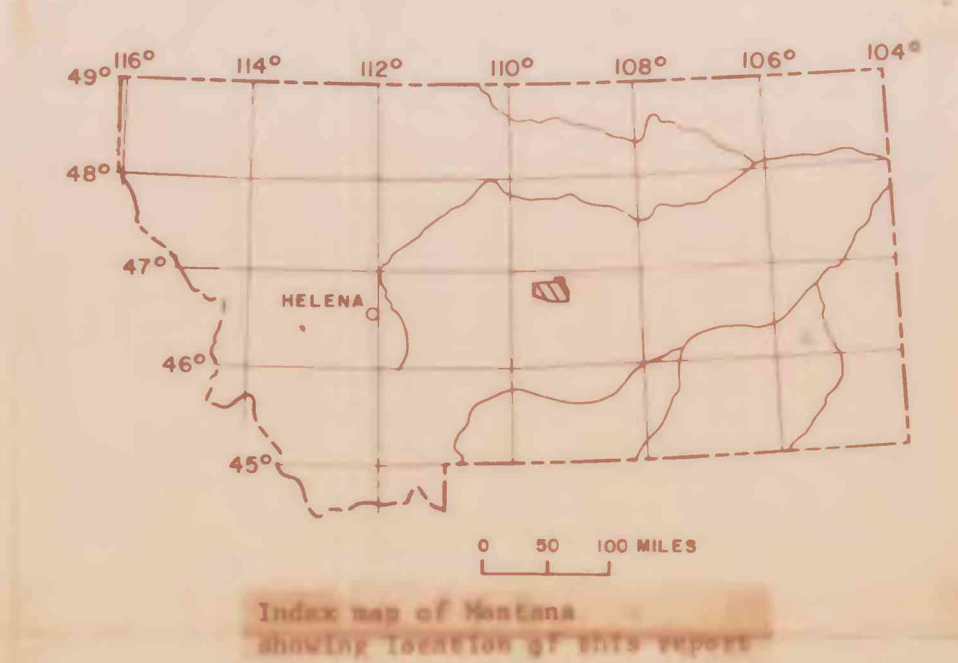 116° 114° 112° 110° 108° 106° 104°
49°
48°
47°
HELENA
46°
45°
0 50 100 MILES
Index map of Montana
showing location of this report